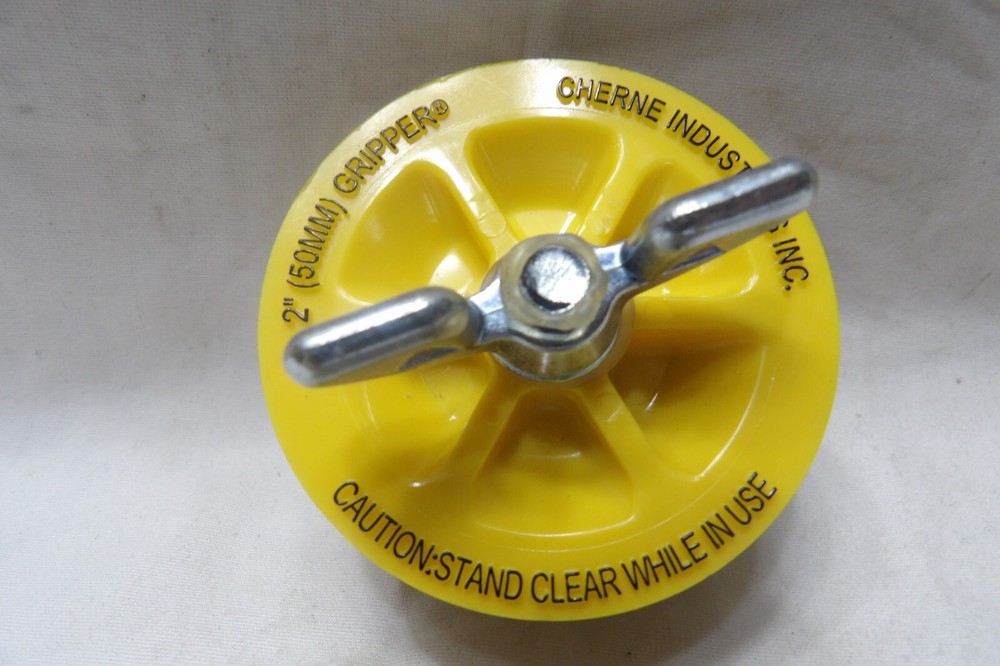 2" (50MM) GRIPPER®
CHERNE INC.
CAUTION:STAND CLEAR WHILE IN USE